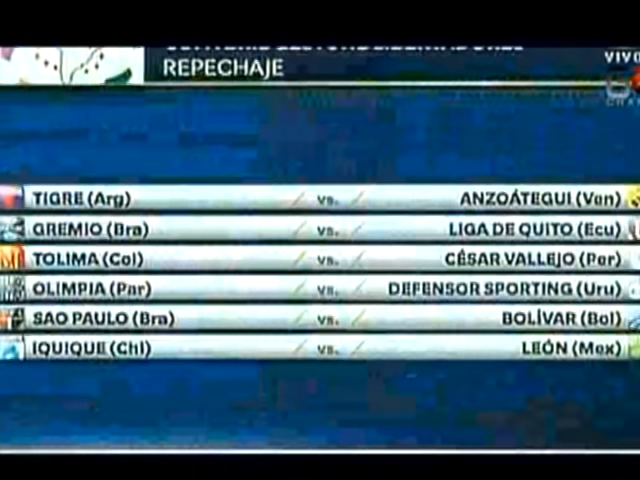 REPECHAJE
VIVO
TIGRE (Arg) vs. ANZOÁTEGUI (Ven)
GREMIO (Bra) vs. LIGA DE QUITO (Ecu)
TOLIMA (Col) vs. CÉSAR VALLEJO (Per)
OLIMPIA (Par) vs. DEFENSOR SPORTING (Uru)
SAO PAULO (Bra) vs. BOLÍVAR (Bol)
IQUIQUE (Chi) vs. LEÓN (Mex)